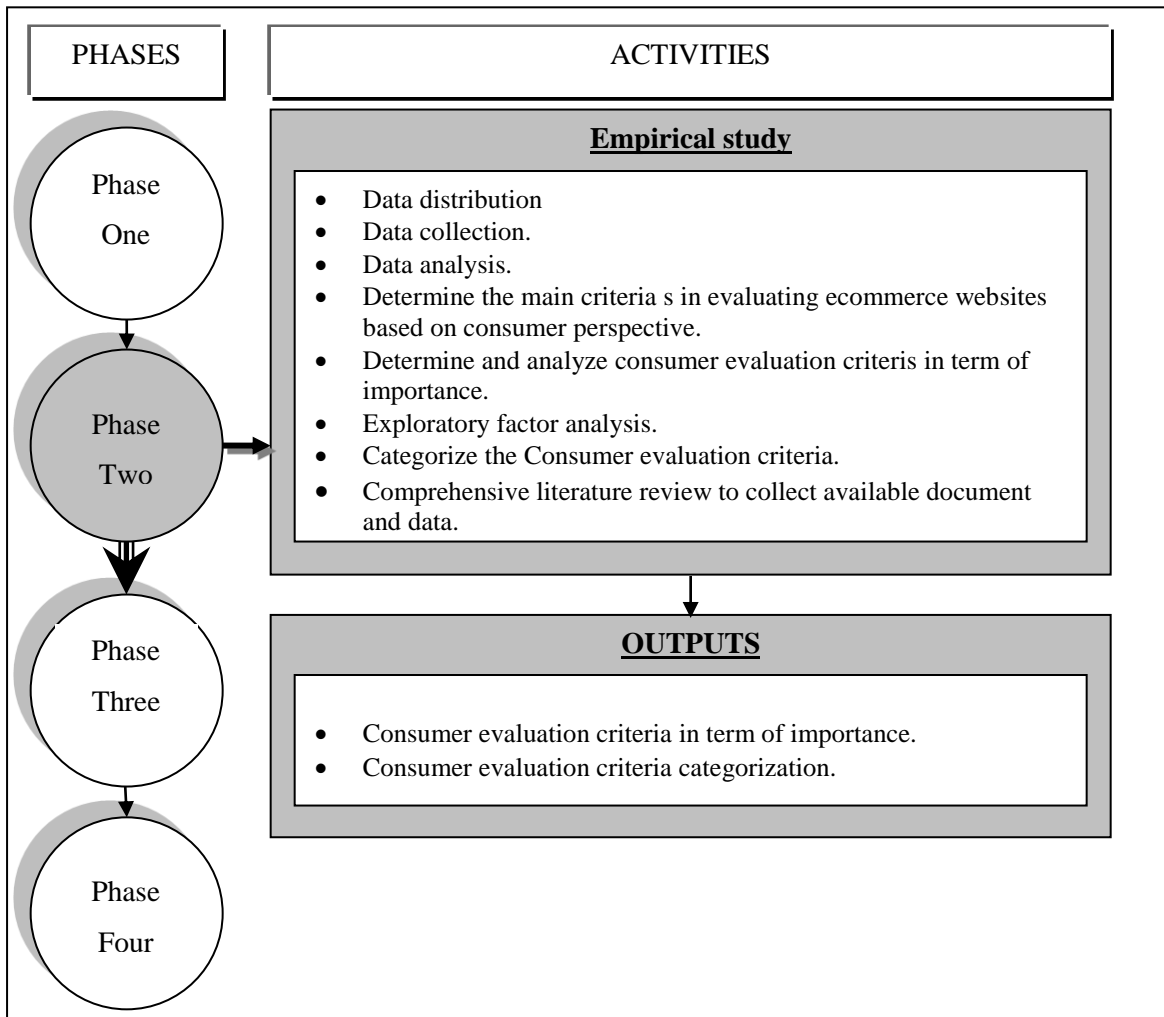 PHASES
ACTIVITIES
Phase
One
Phase
Two
Phase
Three
Phase
Four
Empirical study
• Data distribution
• Data collection.
• Data analysis.
• Determine the main criteria s in evaluating ecommerce websites
based on consumer perspective.
• Determine and analyze consumer evaluation criteris in term of
importance.
• Exploratory factor analysis.
• Categorize the Consumer evaluation criteria.
• Comprehensive literature review to collect available document
and data.
OUTPUTS
• Consumer evaluation criteria in term of importance.
• Consumer evaluation criteria categorization.